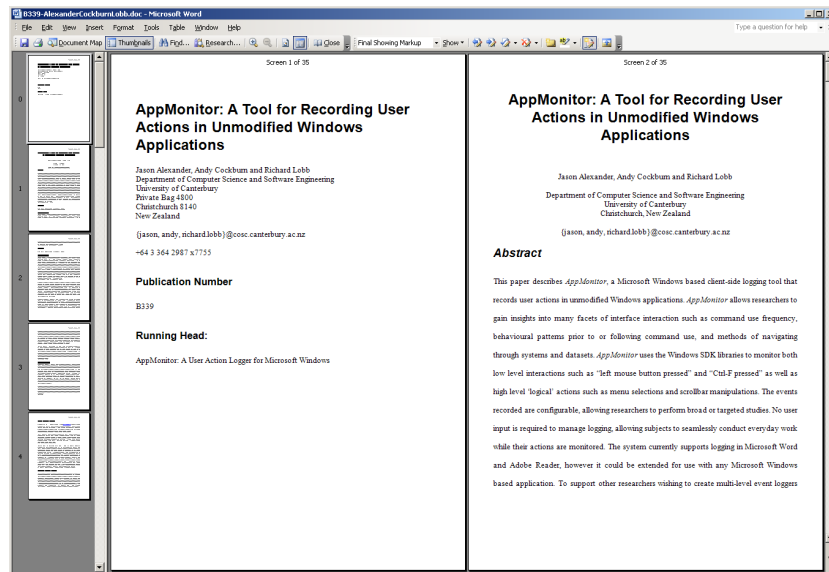 B339-AlexanderCockburnLobb.doc - Microsoft Word
File Edit View Insert Format Tools Table Window Help
Type a question for help
Document Map Thumbnails Find... Research... Close Final Showing Markup Show
0
1
2
3
4
Screen 1 of 35
AppMonitor: A Tool for Recording User
Actions in Unmodified Windows
Applications
Jason Alexander, Andy Cockburn and Richard Lobb
Department of Computer Science and Software Engineering
University of Canterbury
Private Bag 4800
Christchurch 8140
New Zealand
{jason, andy, richard.lobb}@cosc.canterbury.ac.nz
+64 3 364 2987 x7755
Publication Number
B339
Running Head:
AppMonitor: A User Action Logger for Microsoft Windows
Screen 2 of 35
AppMonitor: A Tool for Recording User
Actions in Unmodified Windows
Applications
Jason Alexander, Andy Cockburn and Richard Lobb
Department of Computer Science and Software Engineering
University of Canterbury
Christchurch, New Zealand
{jason, andy, richard.lobb}@cosc.canterbury.ac.nz
Abstract
This paper describes AppMonitor, a Microsoft Windows based client-side logging tool that
records user actions in unmodified Windows applications. AppMonitor allows researchers to
gain insights into many facets of interface interaction such as command use frequency,
behavioural patterns prior to or following command use, and methods of navigating
through systems and datasets. AppMonitor uses the Windows SDK libraries to monitor both
low level interactions such as “left mouse button pressed” and “Ctrl-F pressed” as well as
high level ‘logical’ actions such as menu selections and scrollbar manipulations. The events
recorded are configurable, allowing researchers to perform broad or targeted studies. No user
input is required to manage logging, allowing subjects to seamlessly conduct everyday work
while their actions are monitored. The system currently supports logging in Microsoft Word
and Adobe Reader, however it could be extended for use with any Microsoft Windows
based application. To support other researchers wishing to create multi-level event loggers